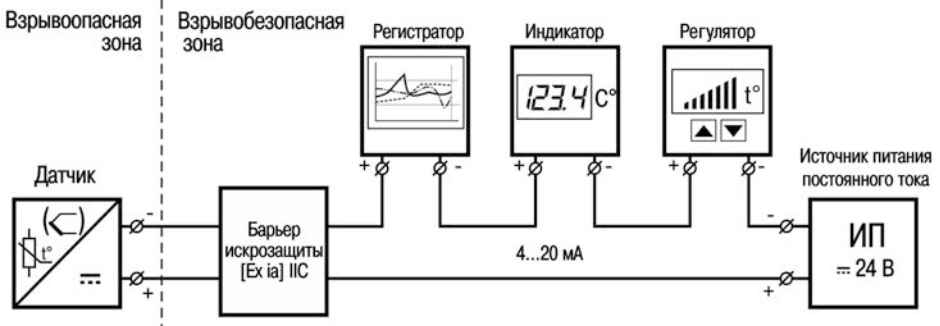 Взрывоопасная
зона
Взрывобезопасная
зона
Регистратор
Индикатор
Регулятор
123.4 C°
t°
+ -
+ -
+ -
Источник питания
постоянного тока
Датчик
t°
-
+
Барьер
искрозащиты
[Ex ia] IIC
4...20 мА
-
+
ИП
= 24 В